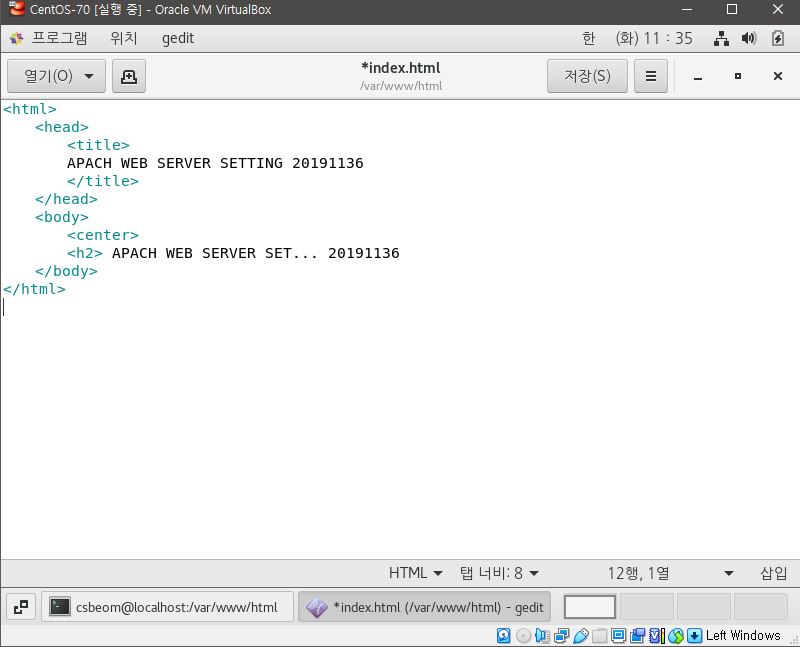 CentOS-70 [실행 중] - Oracle VM VirtualBox
프로그램 위치 gedit 한 (화) 11 : 35
열기(O) *index.html 저장(S)
/var/www/html
<html>
<head>
<title>
APACH WEB SERVER SETTING 20191136
</title>
</head>
<body>
<center>
<h2> APACH WEB SERVER SET... 20191136
</body>
</html>
HTML 탭 너비: 8 12행, 1열 삽입
csbeom@localhost:/var/www/html *index.html (/var/www/html) - gedit
Left Windows